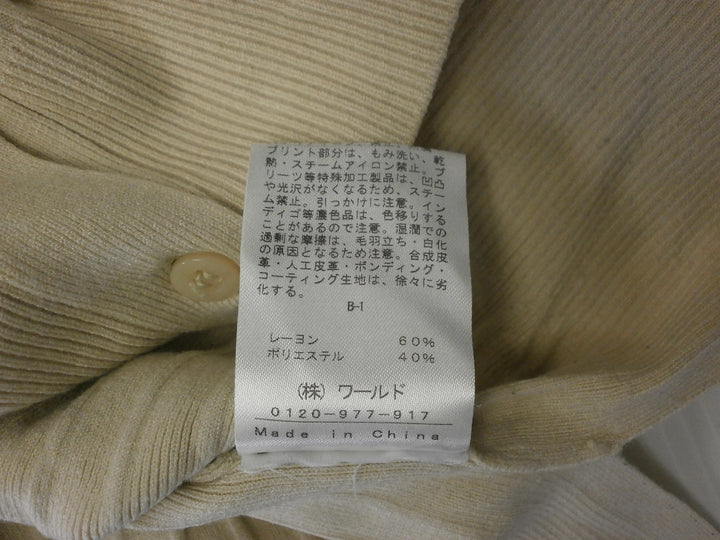 プリント部分は、もみ洗い、乾
熱・スチームアイロン禁止。プ
リーツ等特殊加工製品は、凹凸
や光沢がなくなるため、スチー
ム禁止。引っかけに注意。イン
ディゴ等濃色品は、色移りする
ことがあるので注意。湿潤での
過剰な摩擦は、毛羽立ち・白化
の原因となるため注意。合成皮
革・人工皮革・ボンディング・
コーティング生地は、徐々に劣
化する。
B-1
レーヨン 60%
ポリエステル 40%
(株) ワールド
0120-977-917
Made in China